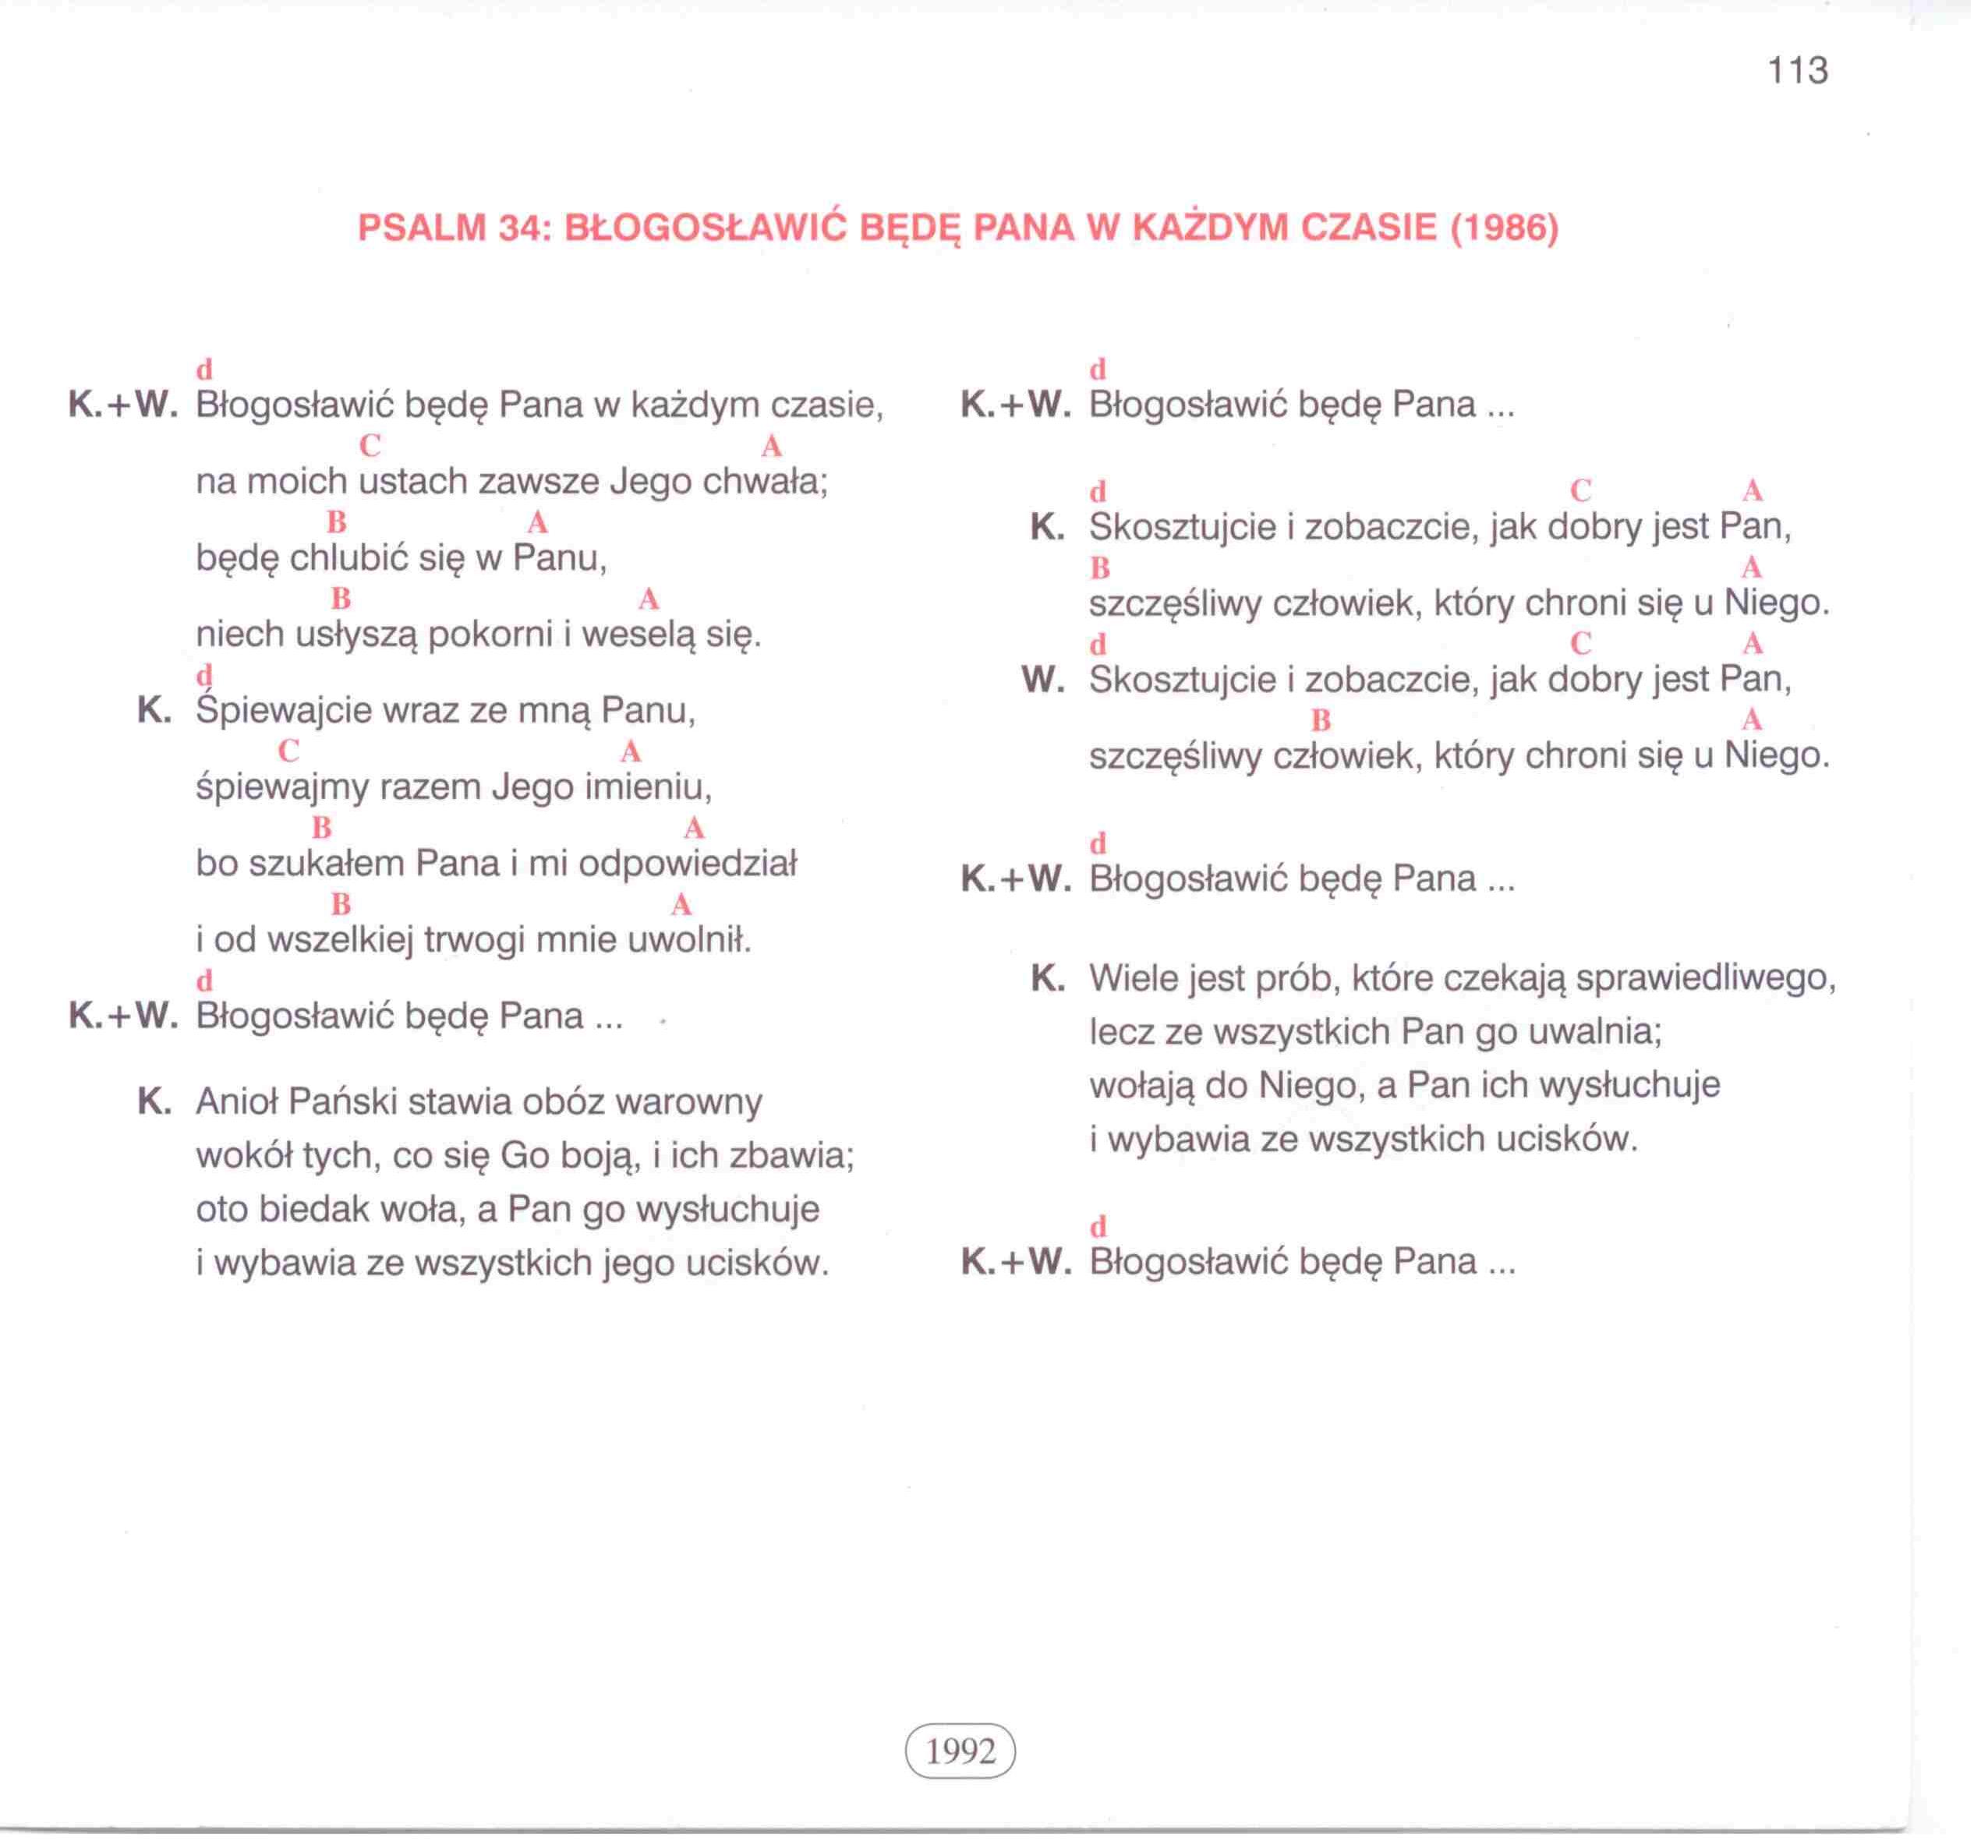 113
PSALM 34: BŁOGOSŁAWIĆ BĘDĘ PANA W KAŻDYM CZASIE (1986)
d
K.+W. Błogosławić będę Pana w każdym czasie,
C A
na moich ustach zawsze Jego chwała;
B A
będę chlubić się w Panu,
B A
niech usłyszą pokorni i weselą się.
d
K. Śpiewajcie wraz ze mną Panu,
C A
śpiewajmy razem Jego imieniu,
B A
bo szukałem Pana i mi odpowiedział
B A
i od wszelkiej trwogi mnie uwolnił.
d
K.+W. Błogosławić będę Pana ...
K. Anioł Pański stawia obóz warowny
wokół tych, co się Go boją, i ich zbawia;
oto biedak woła, a Pan go wysłuchuje
i wybawia ze wszystkich jego ucisków.
d
K.+W. Błogosławić będę Pana ...
d C A
K. Skosztujcie i zobaczcie, jak dobry jest Pan,
B A
szczęśliwy człowiek, który chroni się u Niego.
d C A
W. Skosztujcie i zobaczcie, jak dobry jest Pan,
B A
szczęśliwy człowiek, który chroni się u Niego.
d
K.+W. Błogosławić będę Pana ...
K. Wiele jest prób, które czekają sprawiedliwego,
lecz ze wszystkich Pan go uwalnia;
wołają do Niego, a Pan ich wysłuchuje
i wybawia ze wszystkich ucisków.
d
K.+W. Błogosławić będę Pana ...
1992